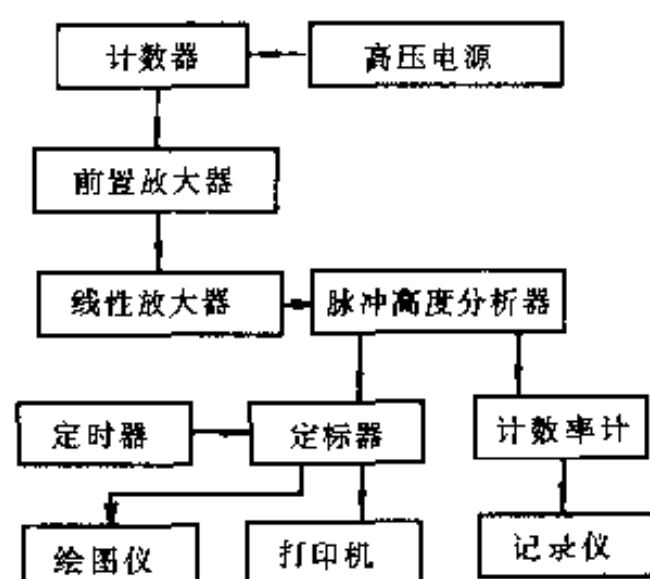 计数器
高压电源
前置放大器
线性放大器
脉冲高度分析器
定时器
定标器
计数率计
绘图仪
打印机
记录仪